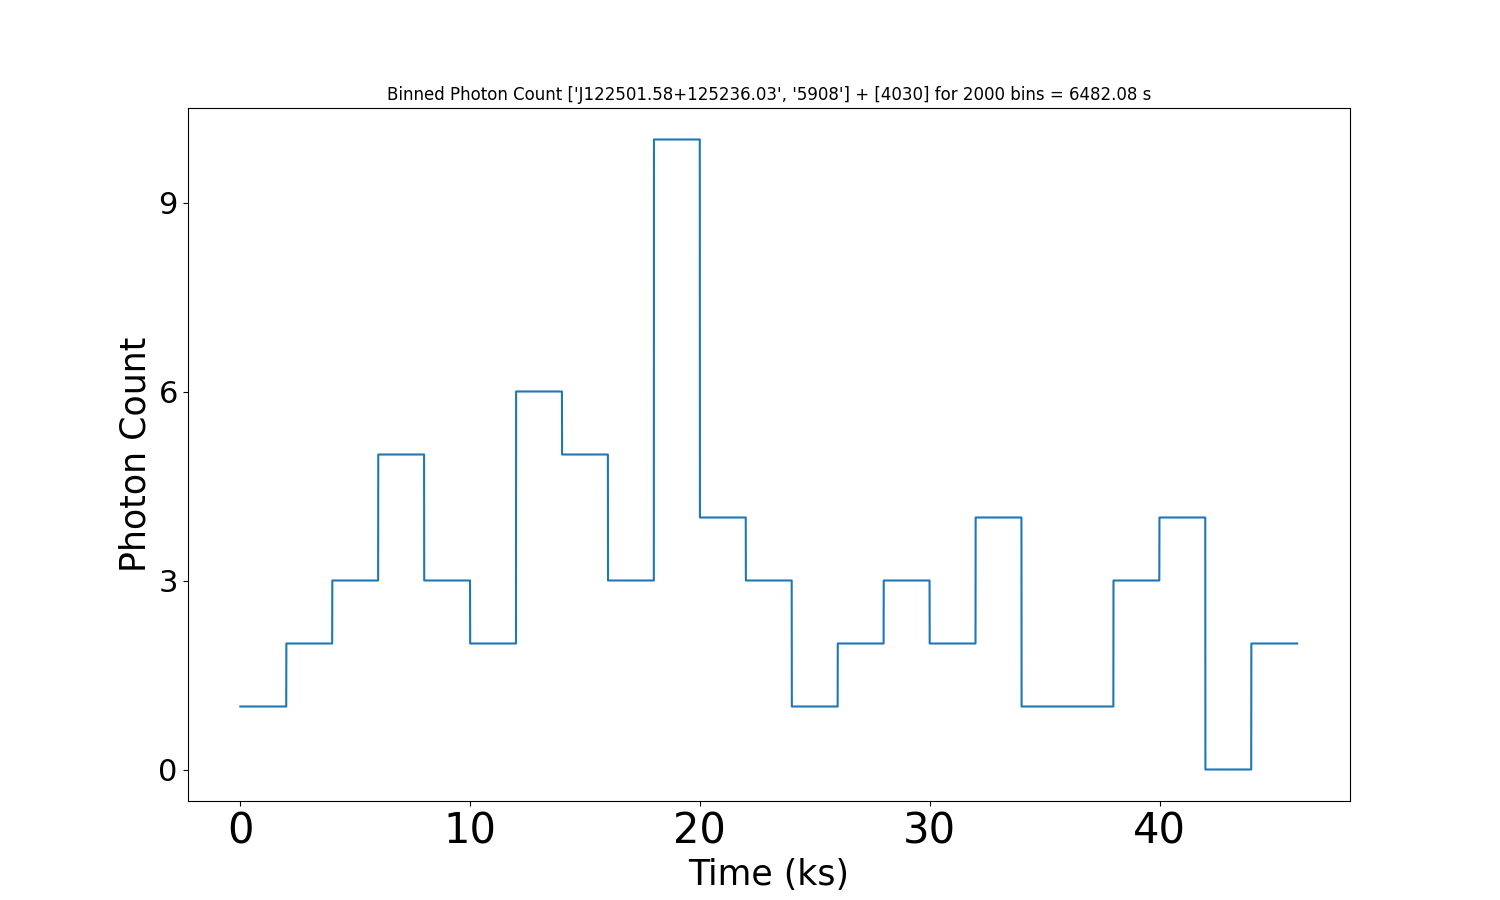 Binned Photon Count ['J122501.58+125236.03', '5908'] + [4030] for 2000 bins = 6482.08 s
Photon Count
9
6
3
0
0 10 20 30 40
Time (ks)